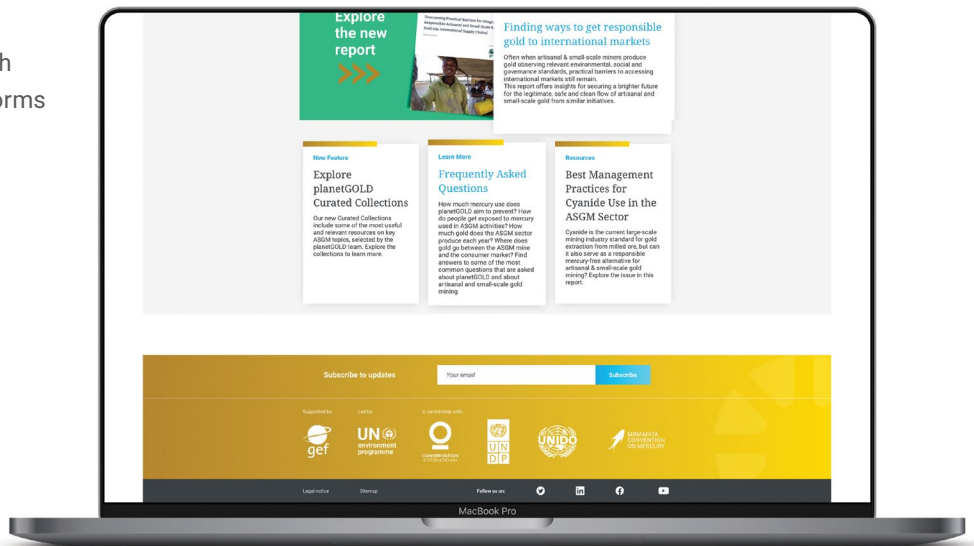 h
orms
Explore
the new
report
Finding ways to get responsible
gold to international markets
Often when artisanal & small-scale miners produce
gold observing relevant environmental, social and
governance standards, practical barriers to accessing
international markets still remain.
This report offers insights for securing a brighter future
for the legitimate, safe and clean flow of artisanal and
small-scale gold from similar initiatives.
New Feature
Explore
planetGOLD
Curated Collections
Our new Curated Collections
include some of the most useful
and relevant resources on key
ASGM topics, selected by the
planetGOLD team. Explore the
collections to learn more.
Learn More
Frequently Asked
Questions
How much mercury use does
planetGOLD aim to prevent? How
do people get exposed to mercury
used in ASGM activities? How
much gold does the ASGM sector
produce each year? Where does
gold go between the ASGM mine
and the consumer market? Find
answers to some of the most
common questions that are asked
about planetGOLD and about
artisanal and small-scale gold
mining.
Resources
Best Management
Practices for
Cyanide Use in the
ASGM Sector
Cyanide is the current large-scale
mining industry standard for gold
extraction from milled ore, but can
it also serve as a responsible
mercury-free alternative for
artisanal & small-scale gold
mining? Explore the issue in this
report.
Subscribe to updates
Your email
Subscribe
Supported by
Led by
In partnership with
gef
UN
environment
programme
CONSERVATION
INTERNATIONAL
UN
DP
UNIDO
MINAMATA
CONVENTION
ON MERCURY
Legal notice
Sitemap
Follow us on:
MacBook Pro